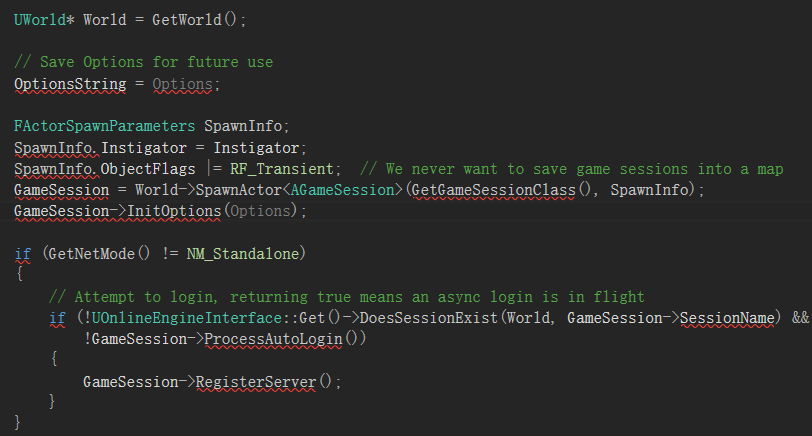 UWorld* World = GetWorld();
// Save Options for future use
OptionsString = Options;
FActorSpawnParameters SpawnInfo;
SpawnInfo.Instigator = Instigator;
SpawnInfo.ObjectFlags |= RF_Transient;  // We never want to save game sessions into a map
GameSession = World->SpawnActor<AGameSession>(GetGameSessionClass(), SpawnInfo);
GameSession->InitOptions(Options);
if (GetNetMode() != NM_Standalone)
{
    // Attempt to login, returning true means an async login is in flight
    if (!UOnlineEngineInterface::Get()->DoesSessionExist(World, GameSession->SessionName) &&
        !GameSession->ProcessAutoLogin())
    {
        GameSession->RegisterServer();
    }
}